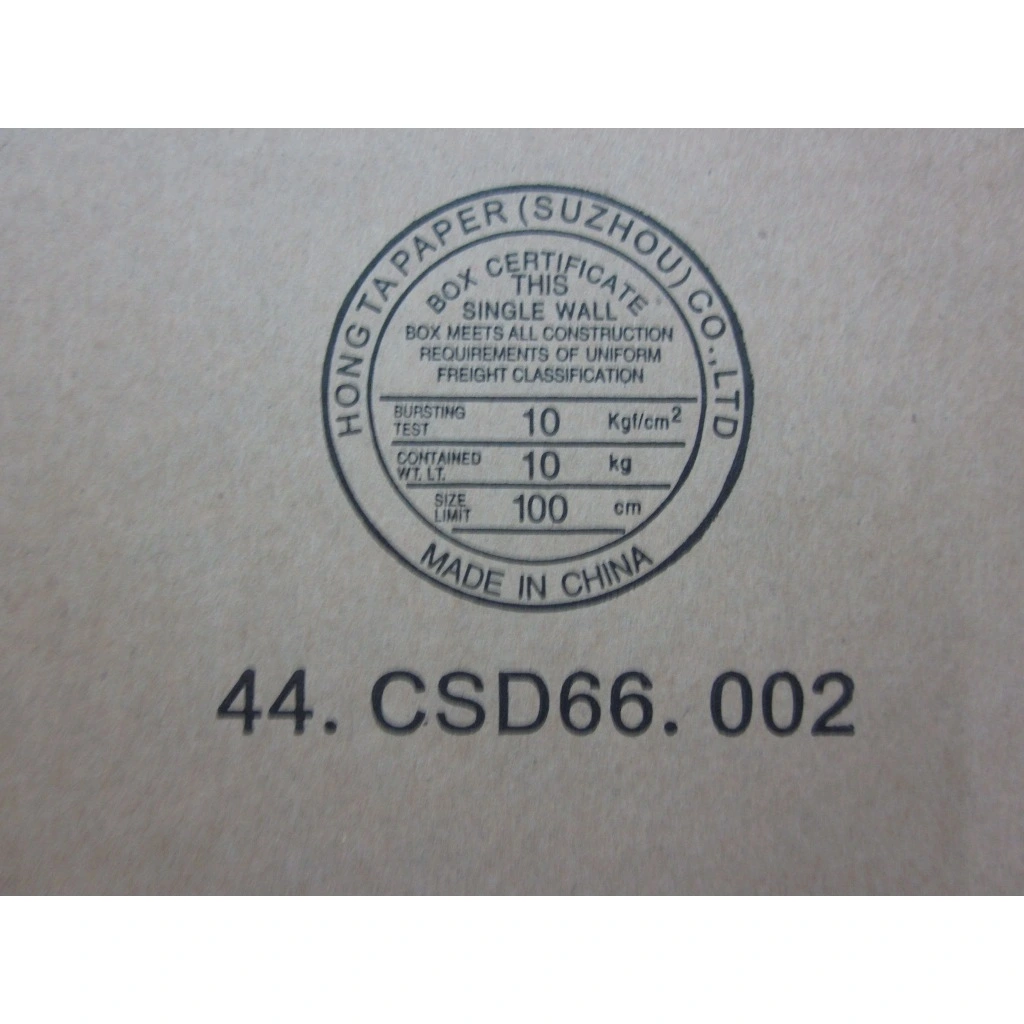 HONG TA PAPER (SUZHOU) CO.,LTD
BOX CERTIFICATE
THIS
SINGLE WALL
BOX MEETS ALL CONSTRUCTION
REQUIREMENTS OF UNIFORM
FREIGHT CLASSIFICATION
BURSTING TEST 10 Kgf/cm²
CONTAINED WT. LT. 10 kg
SIZE LIMIT 100 cm
MADE IN CHINA
44. CSD66. 002